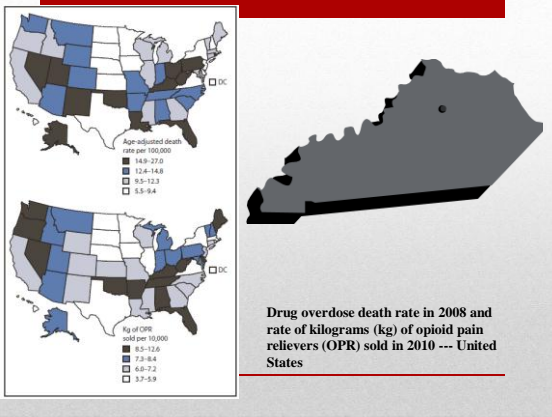 DC
Age-adjusted death
rate per 100,000
14.9–27.0
12.4–14.8
9.5–12.3
5.5–9.4
DC
Kg of OPR
sold per 10,000
8.5–12.6
7.3–8.4
6.0–7.2
3.7–5.9
Drug overdose death rate in 2008 and
rate of kilograms (kg) of opioid pain
relievers (OPR) sold in 2010 --- United
States